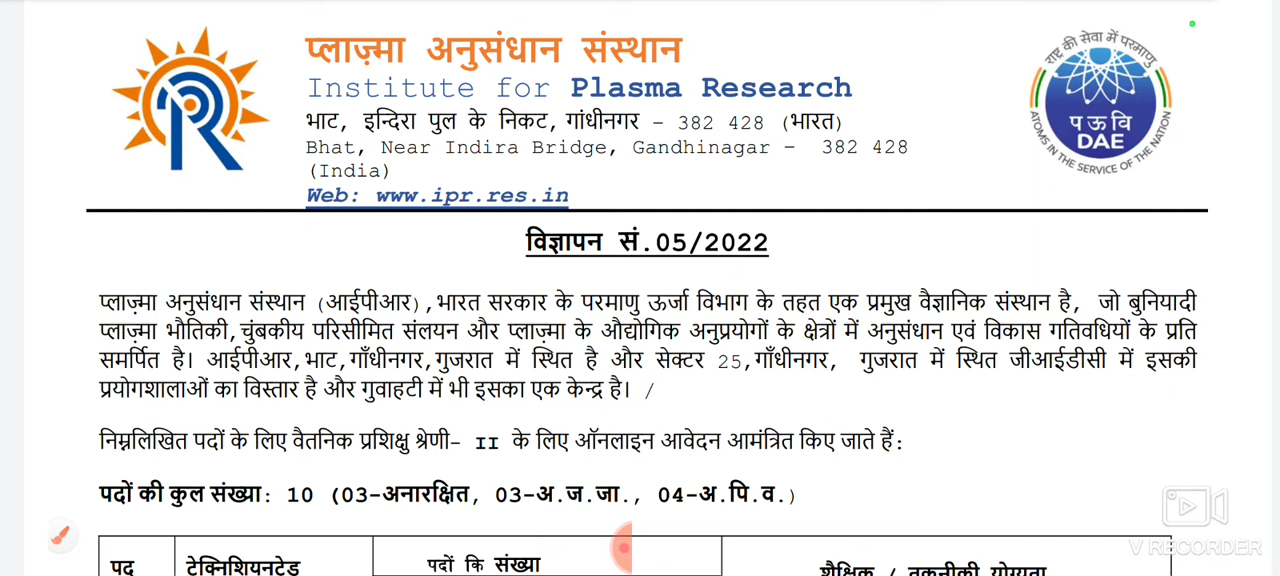 प्लाज़्मा अनुसंधान संस्थान
Institute for Plasma Research
भाट, इन्दिरा पुल के निकट, गांधीनगर – 382 428 (भारत)
Bhat, Near Indira Bridge, Gandhinagar – 382 428
(India)
Web: www.ipr.res.in
राष्ट्र की सेवा में परमाणु
प ऊ वि
DAE
ATOMS IN THE SERVICE OF THE NATION
विज्ञापन सं.05/2022
प्लाज़्मा अनुसंधान संस्थान (आईपीआर),भारत सरकार के परमाणु ऊर्जा विभाग के तहत एक प्रमुख वैज्ञानिक संस्थान है, जो बुनियादी
प्लाज़्मा भौतिकी,चुंबकीय परिसीमित संलयन और प्लाज़्मा के औद्योगिक अनुप्रयोगों के क्षेत्रों में अनुसंधान एवं विकास गतिवधियों के प्रति
समर्पित है। आईपीआर,भाट,गाँधीनगर,गुजरात में स्थित है और सेक्टर 25,गाँधीनगर, गुजरात में स्थित जीआईडीसी में इसकी
प्रयोगशालाओं का विस्तार है और गुवाहटी में भी इसका एक केन्द्र है। /
निम्नलिखित पदों के लिए वैतनिक प्रशिक्षु श्रेणी– II के लिए ऑनलाइन आवेदन आमंत्रित किए जाते हैं:
पदों की कुल संख्या: 10 (03-अनारक्षित, 03-अ.ज.जा., 04-अ.पि.व.)
पद टेक्निशियनटेड पदों कि संख्या शैक्षिक / तकनीकी योग्यता
V RECORDER